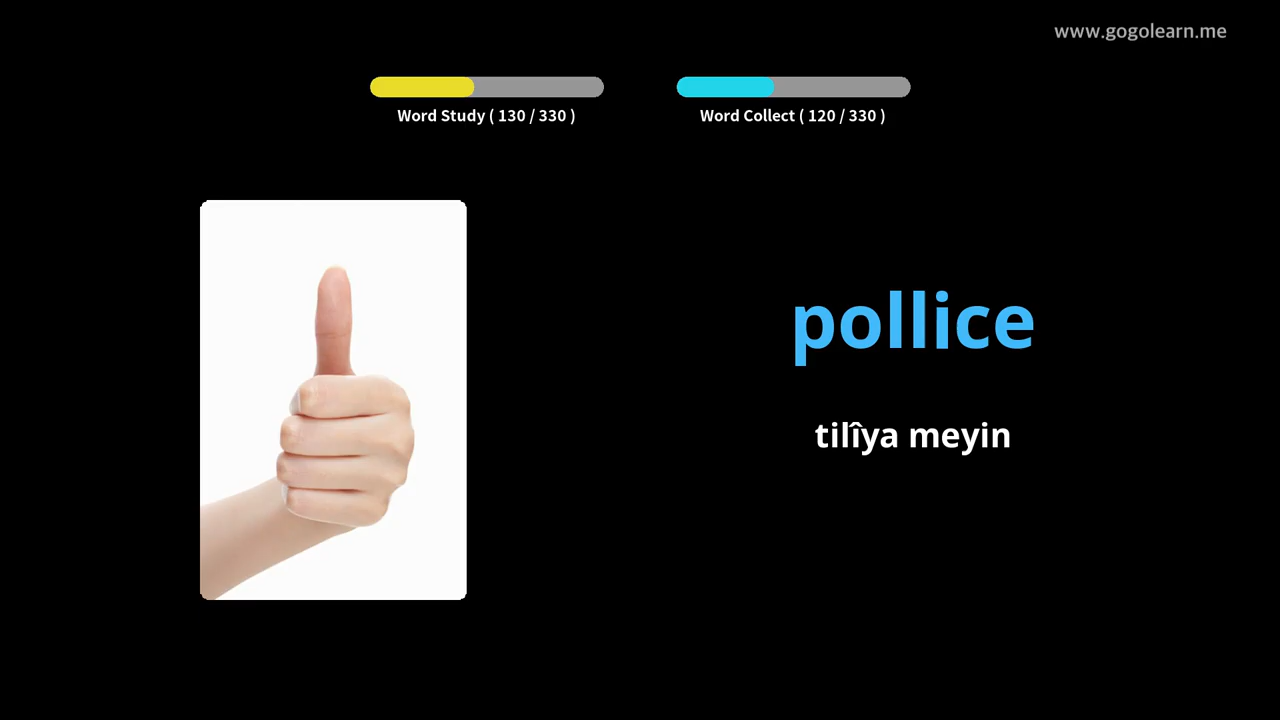 www.gogolearn.me
Word Study ( 130 / 330 )
Word Collect ( 120 / 330 )
pollice
tilîya meyin